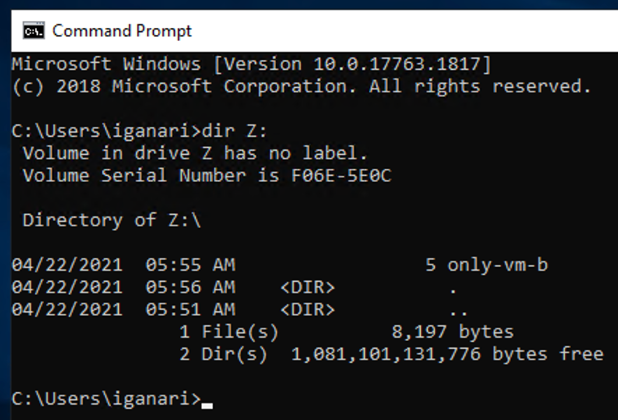 Command Prompt
Microsoft Windows [Version 10.0.17763.1817]
(c) 2018 Microsoft Corporation. All rights reserved.
C:\Users\iganari>dir Z:
 Volume in drive Z has no label.
 Volume Serial Number is F06E-5E0C
 Directory of Z:\
04/22/2021  05:55 AM                 5 only-vm-b
04/22/2021  05:56 AM    <DIR>          .
04/22/2021  05:51 AM    <DIR>          ..
               1 File(s)          8,197 bytes
               2 Dir(s)  1,081,101,131,776 bytes free
C:\Users\iganari>